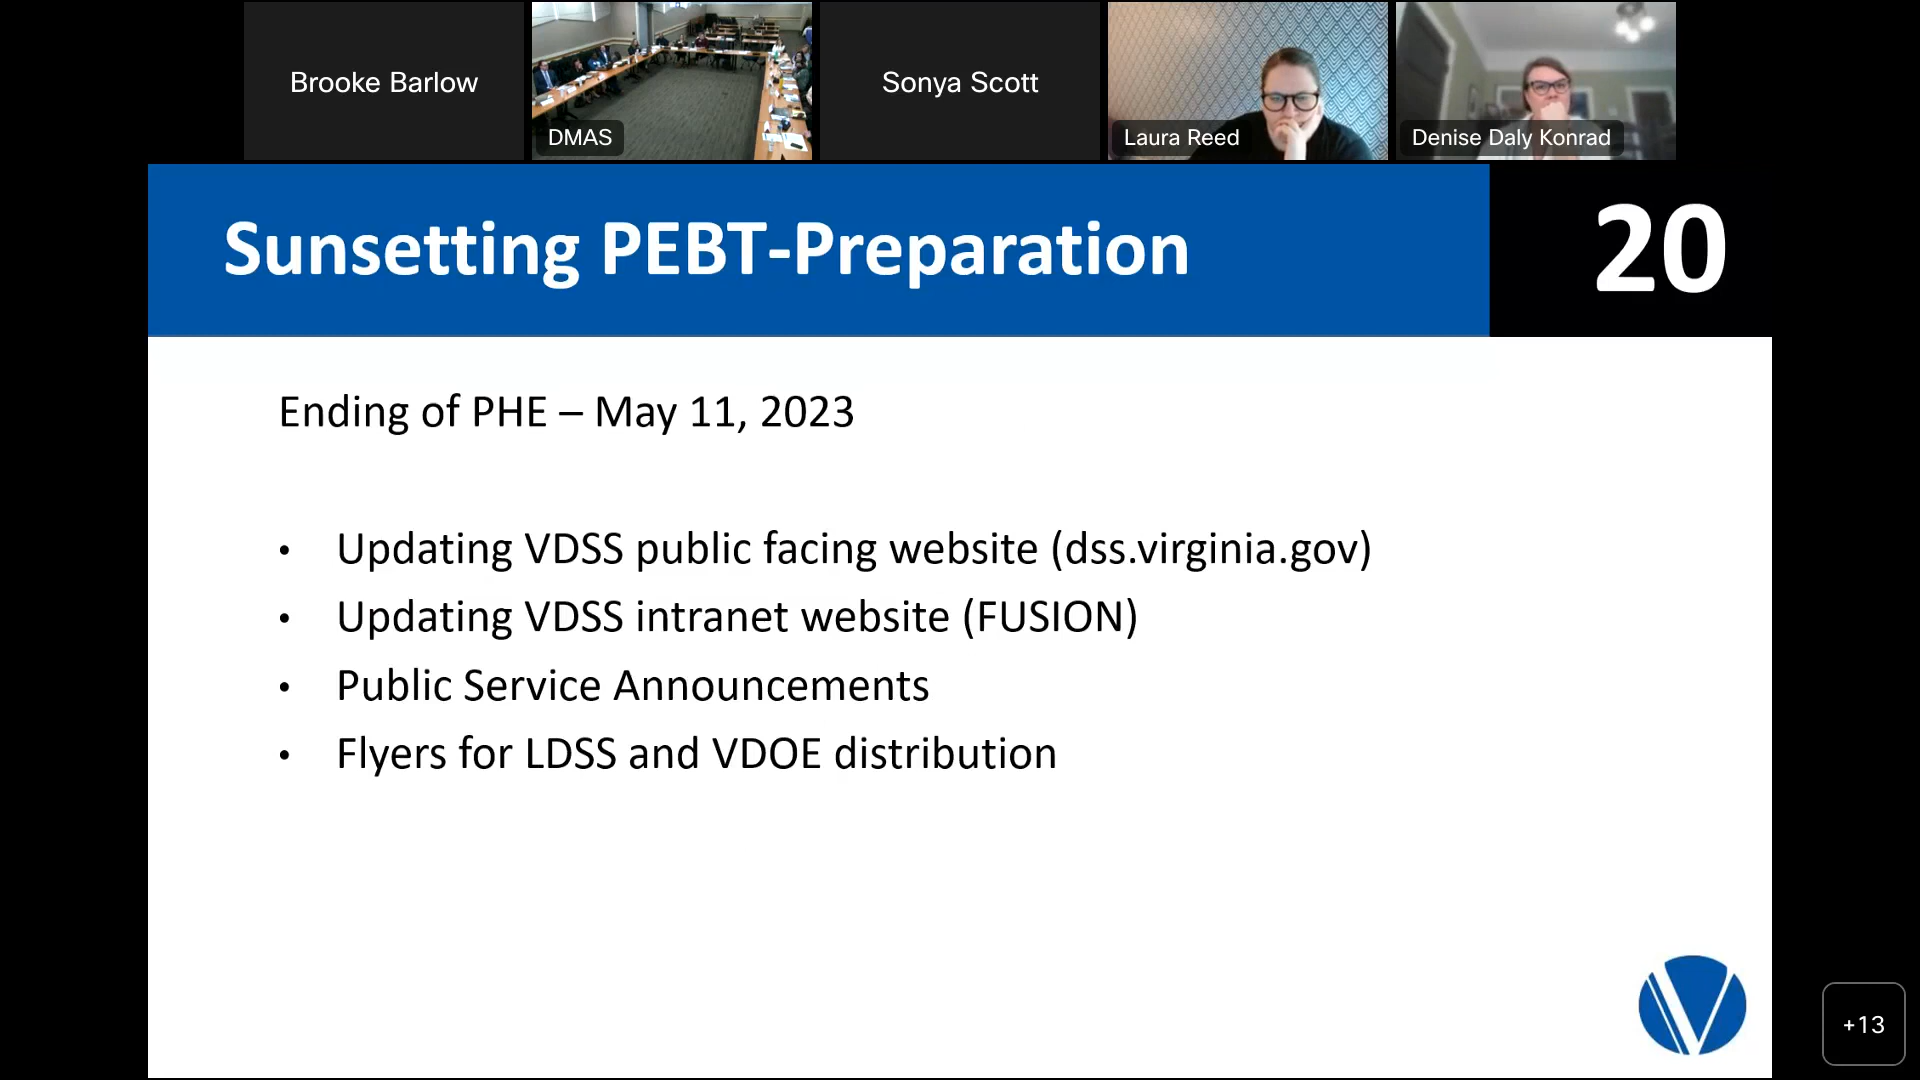 Brooke Barlow
DMAS
Sonya Scott
Laura Reed
Denise Daly Konrad
Sunsetting PEBT-Preparation
20
Ending of PHE – May 11, 2023
• Updating VDSS public facing website (dss.virginia.gov)
• Updating VDSS intranet website (FUSION)
• Public Service Announcements
• Flyers for LDSS and VDOE distribution
+13